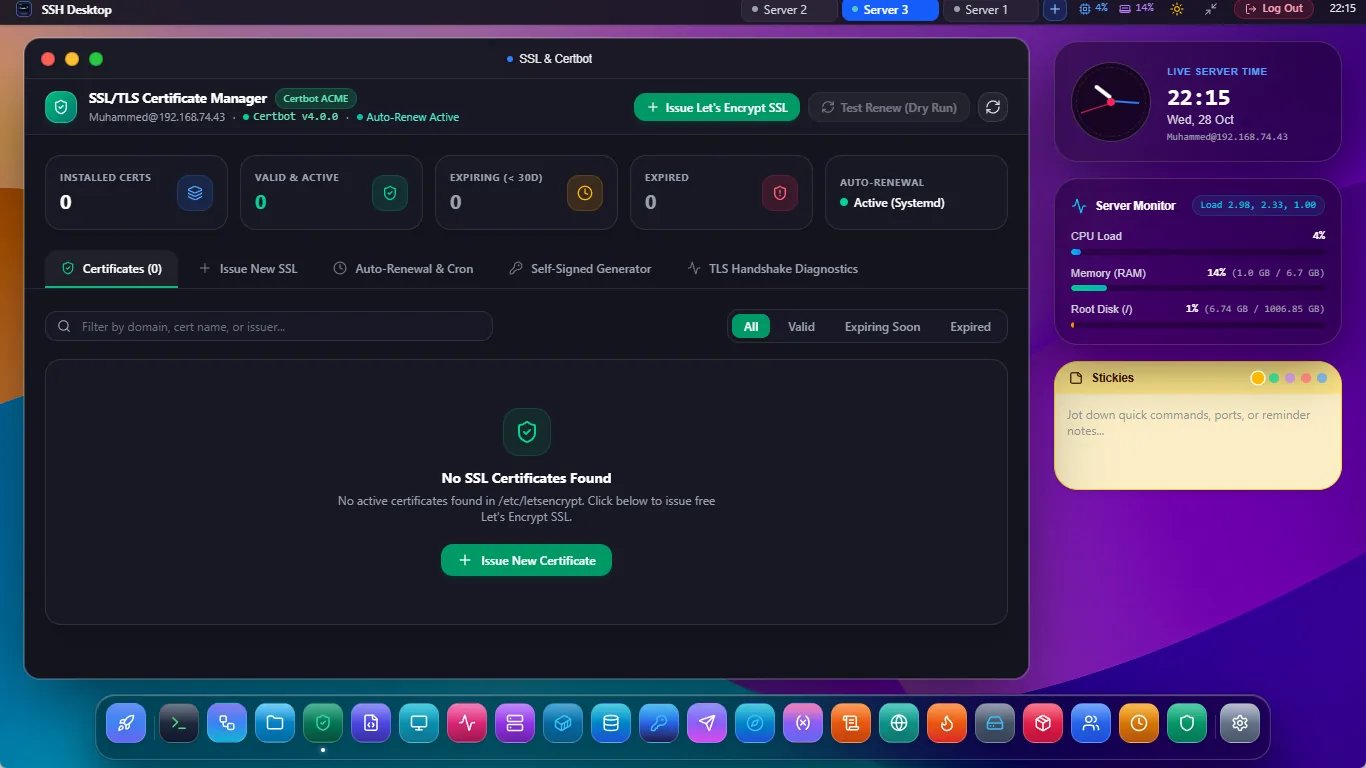 SSH Desktop
Server 2
Server 3
Server 1
4%
14%
Log Out
22:15
SSL & Certbot
SSL/TLS Certificate Manager
Certbot ACME
Muhammed@192.168.74.43 · Certbot v4.0.0 · Auto-Renew Active
Issue Let's Encrypt SSL
Test Renew (Dry Run)
INSTALLED CERTS
0
VALID & ACTIVE
0
EXPIRING (< 30D)
0
EXPIRED
0
AUTO-RENEWAL
Active (Systemd)
Certificates (0)
Issue New SSL
Auto-Renewal & Cron
Self-Signed Generator
TLS Handshake Diagnostics
Filter by domain, cert name, or issuer...
All
Valid
Expiring Soon
Expired
No SSL Certificates Found
No active certificates found in /etc/letsencrypt. Click below to issue free
Let's Encrypt SSL.
Issue New Certificate
LIVE SERVER TIME
22:15
Wed, 28 Oct
Muhammed@192.168.74.43
Server Monitor
Load 2.98, 2.33, 1.00
CPU Load
4%
Memory (RAM)
14% (1.0 GB / 6.7 GB)
Root Disk (/)
1% (6.74 GB / 1006.85 GB)
Stickies
Jot down quick commands, ports, or reminder
notes...